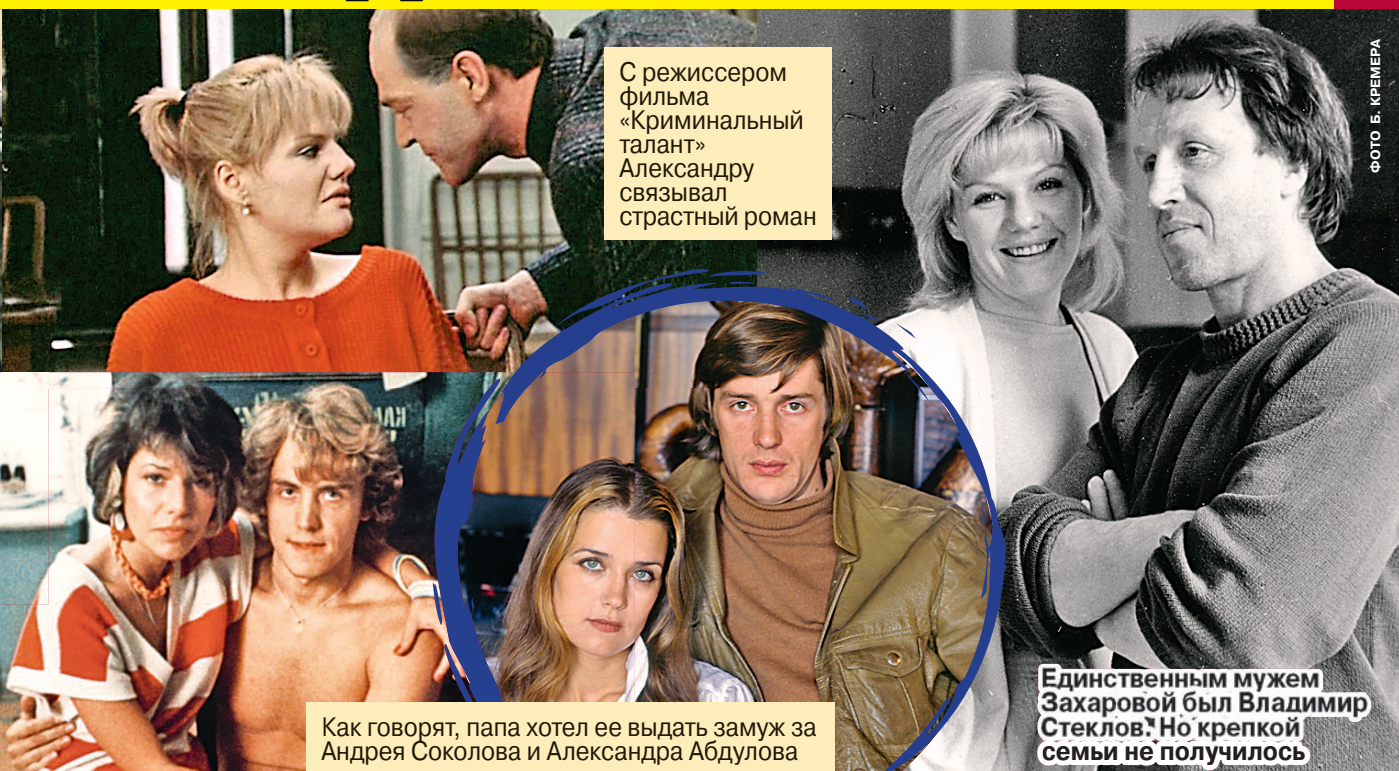 С режиссером
фильма
«Криминальный
талант»
Александру
связывал
страстный роман
ФОТО Б. КРЕМЕРА
Как говорят, папа хотел ее выдать замуж за
Андрея Соколова и Александра Абдулова
Единственным мужем
Захаровой был Владимир
Стеклов. Но крепкой
семьи не получилось